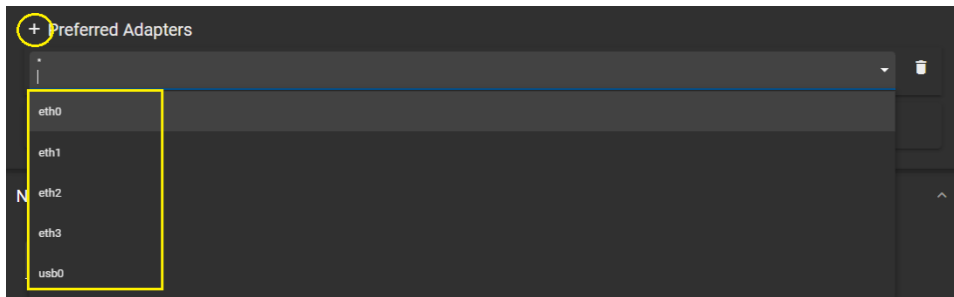 + Preferred Adapters
*
eth0
eth1
eth2
N
eth3
usb0